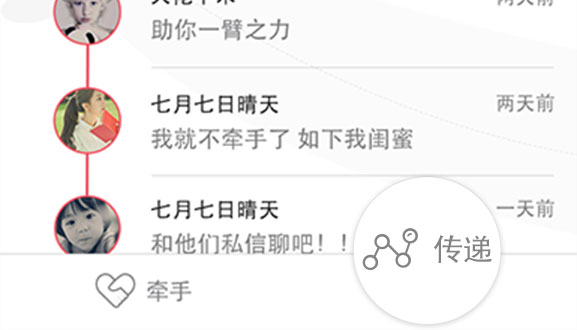 助你一臂之力
七月七日晴天 两天前
我就不牵手了 如下我闺蜜
七月七日晴天 一天前
和他们私信聊吧！！
牵手
传递